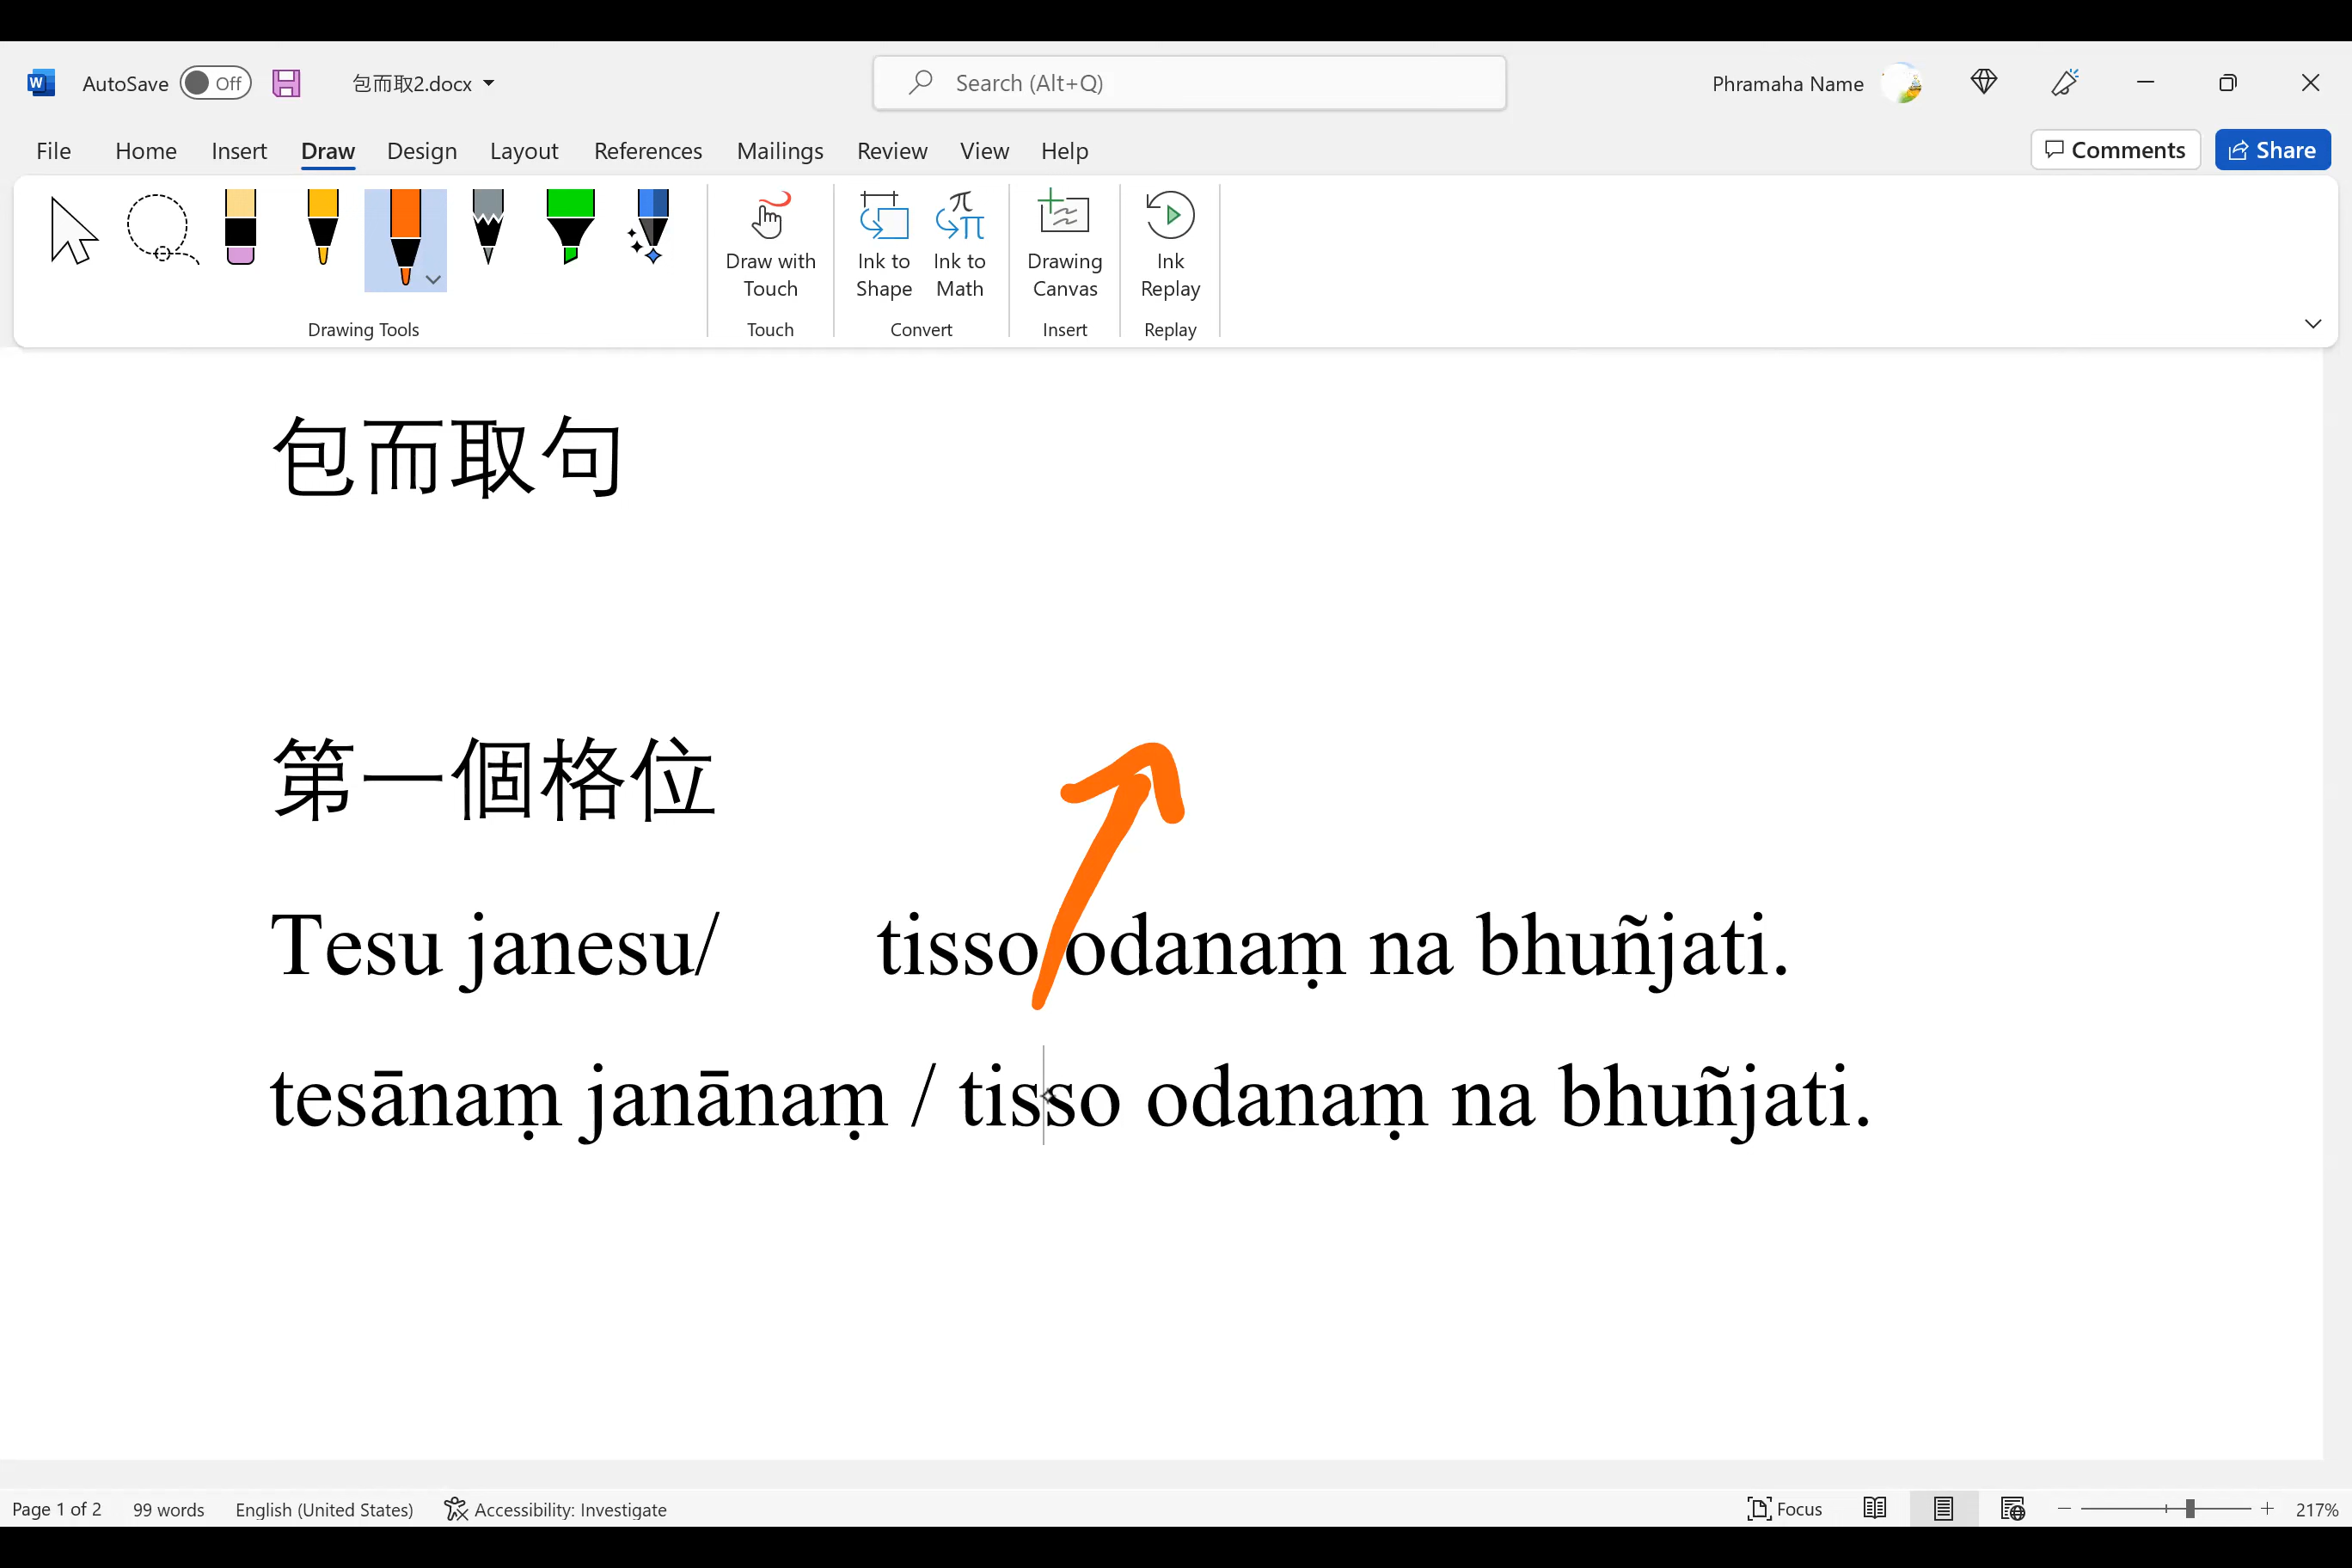 AutoSave Off 包而取2.docx Search (Alt+Q) Phramaha Name
File Home Insert Draw Design Layout References Mailings Review View Help Comments Share
Draw with Touch Ink to Shape Ink to Math Drawing Canvas Ink Replay
Drawing Tools Touch Convert Insert Replay
包而取句
第一個格位
Tesu janesu/ tisso odanaṃ na bhuñjati.
tesānaṃ janānaṃ / tisso odanaṃ na bhuñjati.
Page 1 of 2 99 words English (United States) Accessibility: Investigate Focus 217%